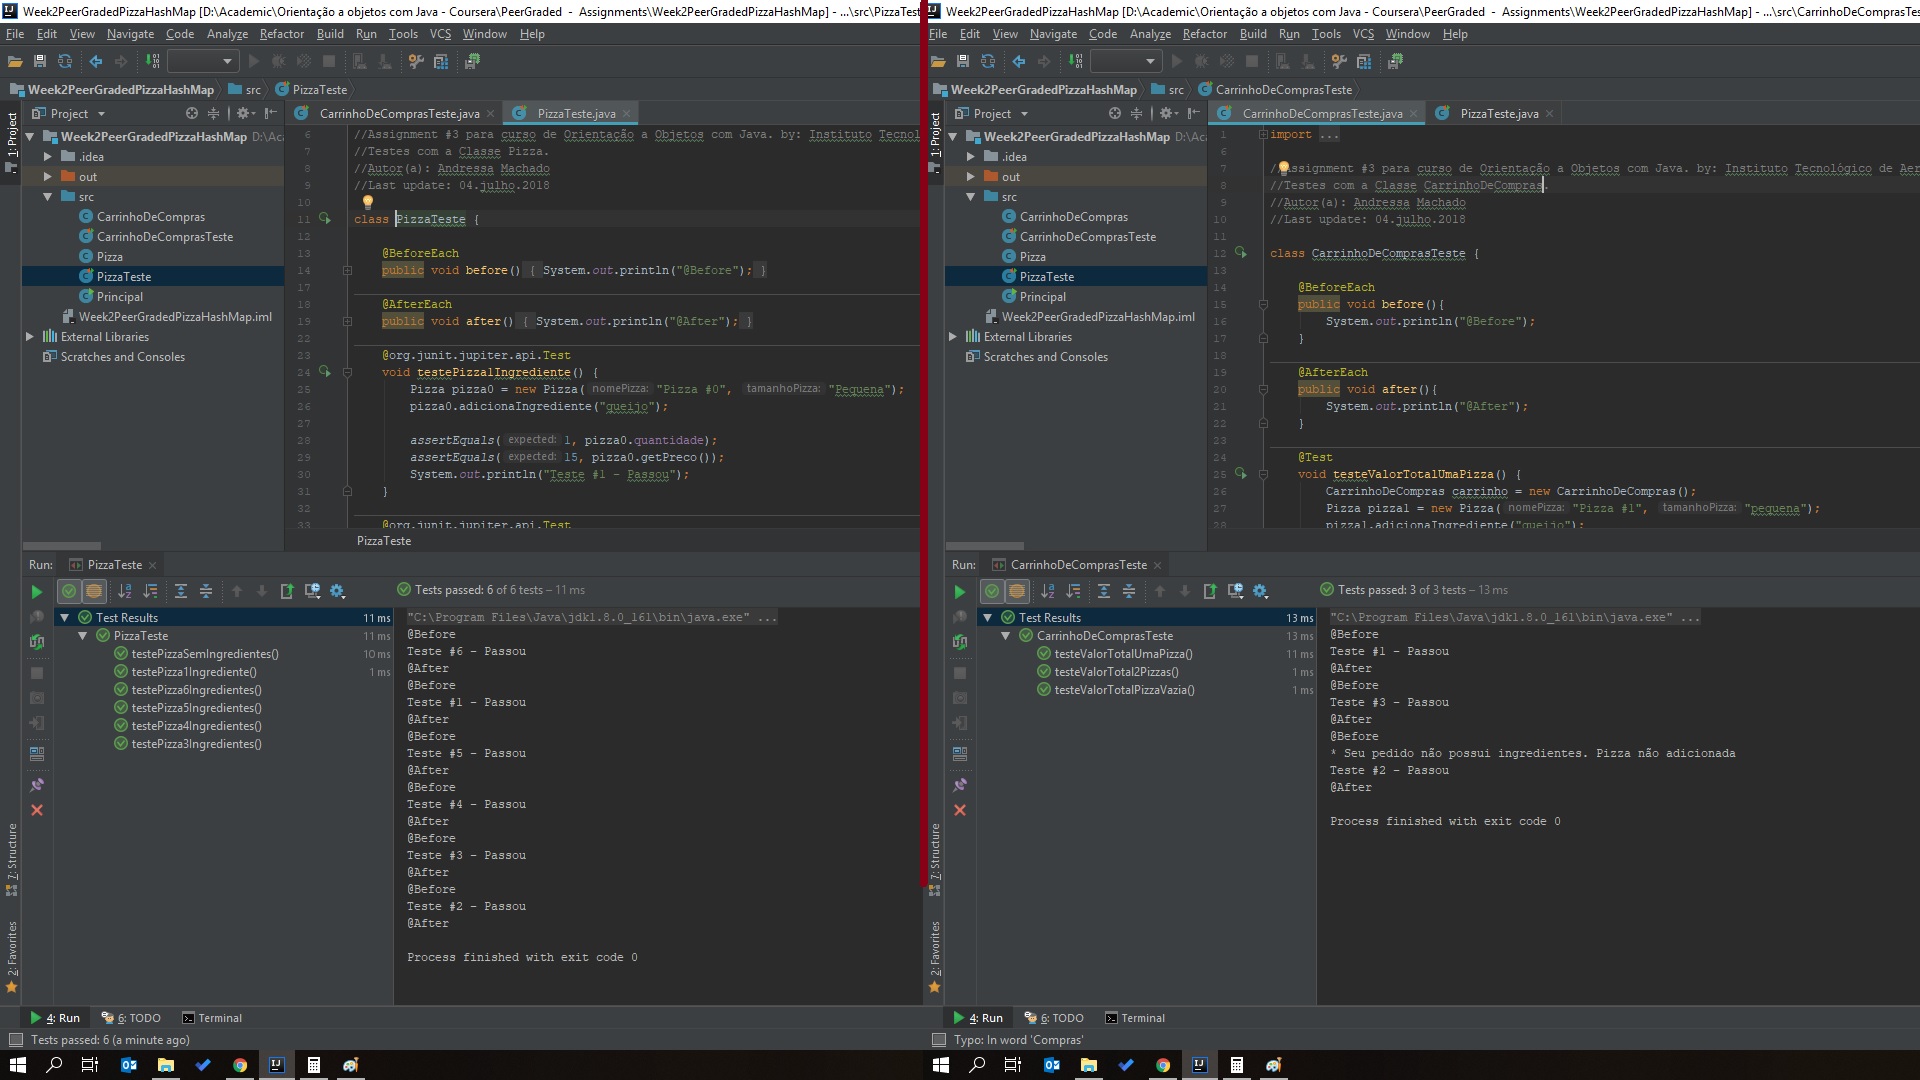 Week2PeerGradedPizzaHashMap [D:\Academic\Orientação a objetos com Java - Coursera\PeerGraded - Assignments\Week2PeerGradedPizzaHashMap] - ...\src\PizzaTest
File Edit View Navigate Code Analyze Refactor Build Run Tools VCS Window Help
Week2PeerGradedPizzaHashMap src PizzaTeste
1: Project
Project
CarrinhoDeComprasTeste.java PizzaTeste.java
Week2PeerGradedPizzaHashMap D:\Aca
.idea
out
src
CarrinhoDeCompras
CarrinhoDeComprasTeste
Pizza
PizzaTeste
Principal
Week2PeerGradedPizzaHashMap.iml
External Libraries
Scratches and Consoles
6 //Assignment #3 para curso de Orientação a Objetos com Java. by: Instituto Tecnol
7 //Testes com a Classe Pizza.
8 //Autor(a): Andressa Machado
9 //Last update: 04.julho.2018
10
11 class PizzaTeste {
12
13 @BeforeEach
14 public void before() { System.out.println("@Before"); }
17
18 @AfterEach
19 public void after() { System.out.println("@After"); }
22
23 @org.junit.jupiter.api.Test
24 void testePizza1Ingrediente() {
25 Pizza pizza0 = new Pizza( nomePizza: "Pizza #0", tamanhoPizza: "Pequena");
26 pizza0.adicionaIngrediente("queijo");
27
28 assertEquals( expected: 1, pizza0.quantidade);
29 assertEquals( expected: 15, pizza0.getPreco());
30 System.out.println("Teste #1 - Passou");
31 }
32
33 @org.junit.jupiter.api.Test
PizzaTeste
Run: PizzaTeste
Tests passed: 6 of 6 tests – 11 ms
Test Results 11 ms
PizzaTeste 11 ms
testePizzaSemIngredientes() 10 ms
testePizza1Ingrediente() 1 ms
testePizza6Ingredientes()
testePizza5Ingredientes()
testePizza4Ingredientes()
testePizza3Ingredientes()
"C:\Program Files\Java\jdk1.8.0_161\bin\java.exe" ...
@Before
Teste #6 - Passou
@After
@Before
Teste #1 - Passou
@After
@Before
Teste #5 - Passou
@After
@Before
Teste #4 - Passou
@After
@Before
Teste #3 - Passou
@After
@Before
Teste #2 - Passou
@After
Process finished with exit code 0
7: Structure
2: Favorites
4: Run 6: TODO Terminal
Tests passed: 6 (a minute ago)
Week2PeerGradedPizzaHashMap [D:\Academic\Orientação a objetos com Java - Coursera\PeerGraded - Assignments\Week2PeerGradedPizzaHashMap] - ...\src\CarrinhoDeComprasTes
File Edit View Navigate Code Analyze Refactor Build Run Tools VCS Window Help
Week2PeerGradedPizzaHashMap src CarrinhoDeComprasTeste
1: Project
Project
CarrinhoDeComprasTeste.java PizzaTeste.java
Week2PeerGradedPizzaHashMap D:\Aca
.idea
out
src
CarrinhoDeCompras
CarrinhoDeComprasTeste
Pizza
PizzaTeste
Principal
Week2PeerGradedPizzaHashMap.iml
External Libraries
Scratches and Consoles
1 import ...
6
7 //Assignment #3 para curso de Orientação a Objetos com Java. by: Instituto Tecnológico de Aer
8 //Testes com a Classe CarrinhoDeCompras.
9 //Autor(a): Andressa Machado
10 //Last update: 04.julho.2018
11
12 class CarrinhoDeComprasTeste {
13
14 @BeforeEach
15 public void before(){
16 System.out.println("@Before");
17 }
18
19 @AfterEach
20 public void after(){
21 System.out.println("@After");
22 }
23
24 @Test
25 void testeValorTotalUmaPizza() {
26 CarrinhoDeCompras carrinho = new CarrinhoDeCompras();
27 Pizza pizza1 = new Pizza( nomePizza: "Pizza #1", tamanhoPizza: "pequena");
28 pizza1.adicionaIngrediente("queijo");
Run: CarrinhoDeComprasTeste
Tests passed: 3 of 3 tests – 13 ms
Test Results 13 ms
CarrinhoDeComprasTeste 13 ms
testeValorTotalUmaPizza() 11 ms
testeValorTotal2Pizzas() 1 ms
testeValorTotalPizzaVazia() 1 ms
"C:\Program Files\Java\jdk1.8.0_161\bin\java.exe" ...
@Before
Teste #1 - Passou
@After
@Before
Teste #3 - Passou
@After
@Before
* Seu pedido não possui ingredientes. Pizza não adicionada
Teste #2 - Passou
@After
Process finished with exit code 0
7: Structure
2: Favorites
4: Run 6: TODO Terminal
Typo: In word 'Compras'